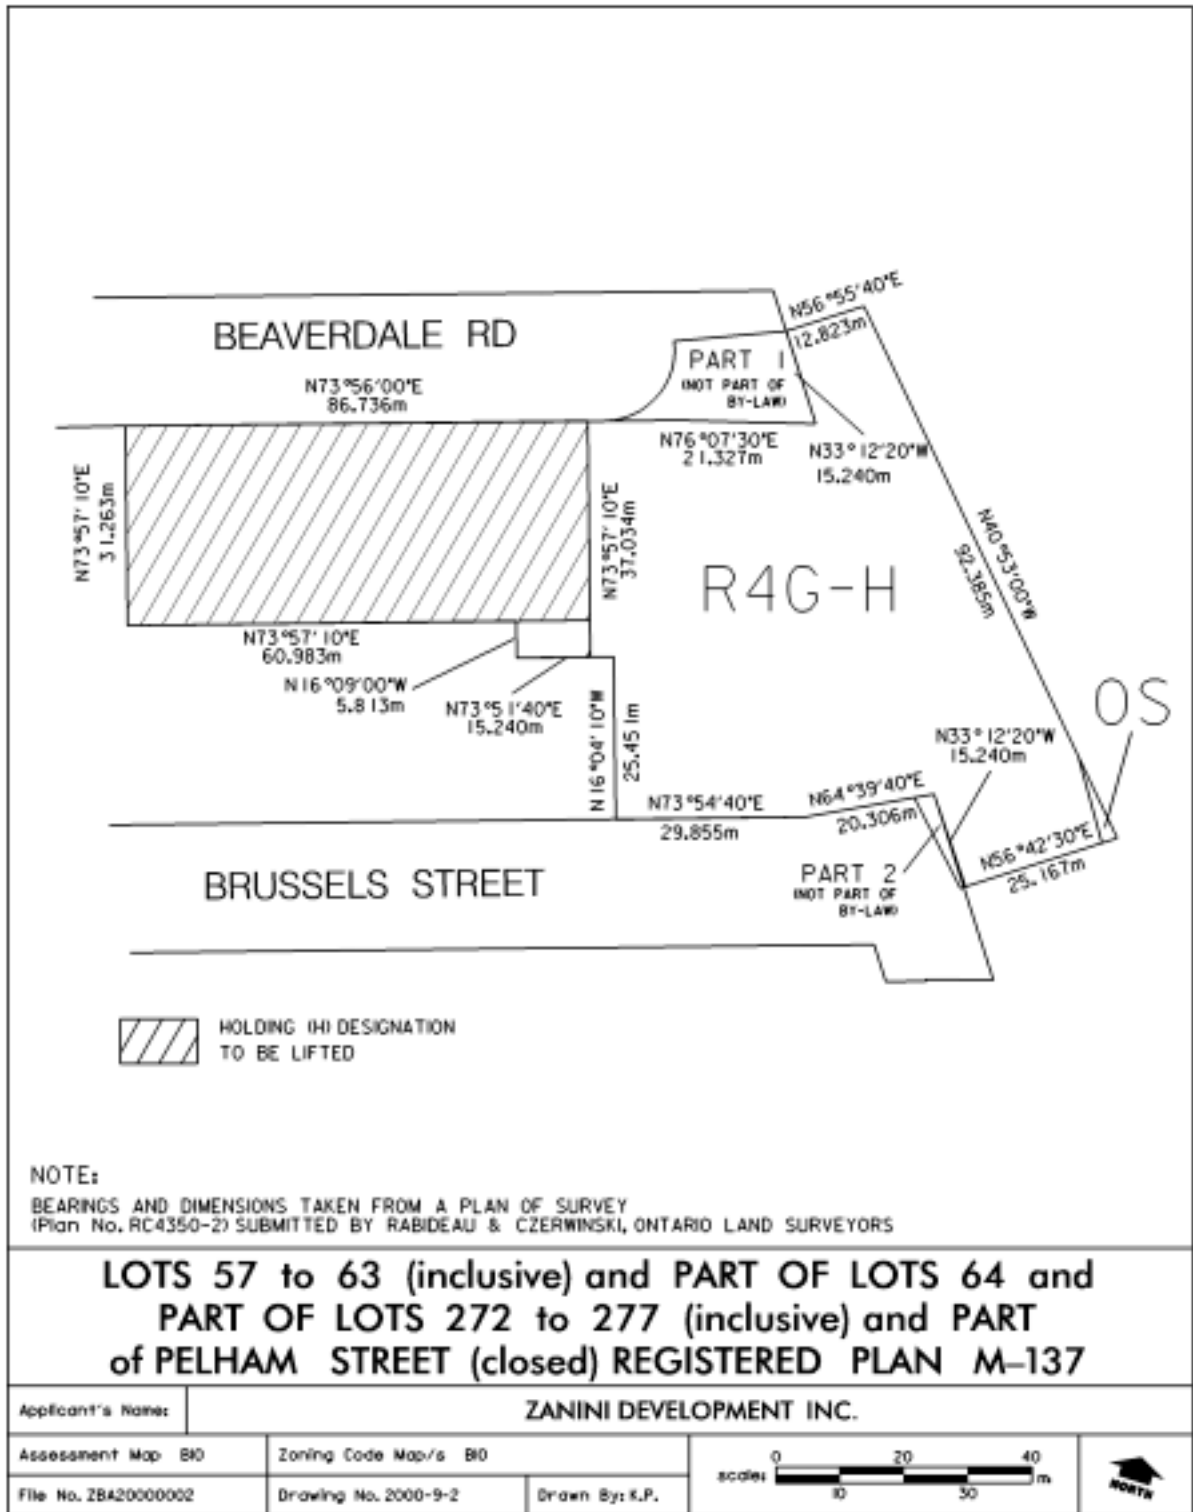 N56°55'40"E
12.823m
BEAVERDALE RD
PART 1
(NOT PART OF
BY-LAW)
N73°56'00"E
86.736m
N76°07'30"E
21.327m
N33°12'20"W
15.240m
N73°57'10"E
31.263m
N73°57'10"E
37.034m
N40°53'00"W
92.385m
R4G-H
N73°57'10"E
60.983m
N16°09'00"W
5.813m
N73°51'40"E
15.240m
N16°04'10"W
25.451m
OS
N33°12'20"W
15.240m
N73°54'40"E
29.855m
N64°39'40"E
20.306m
N56°42'30"E
25.167m
BRUSSELS STREET
PART 2
(NOT PART OF
BY-LAW)
HOLDING (H) DESIGNATION
TO BE LIFTED
NOTE:
BEARINGS AND DIMENSIONS TAKEN FROM A PLAN OF SURVEY
(Plan No. RC4350-2) SUBMITTED BY RABIDEAU & CZERWINSKI, ONTARIO LAND SURVEYORS
LOTS 57 to 63 (inclusive) and PART OF LOTS 64 and
PART OF LOTS 272 to 277 (inclusive) and PART
of PELHAM STREET (closed) REGISTERED PLAN M-137
Applicant's Name: ZANINI DEVELOPMENT INC.
Assessment Map B10 Zoning Code Map/s B10
File No. ZBA20000002 Drawing No. 2000-9-2 Drawn By: K.P.
scale: 0 10 20 30 40 m
NORTH